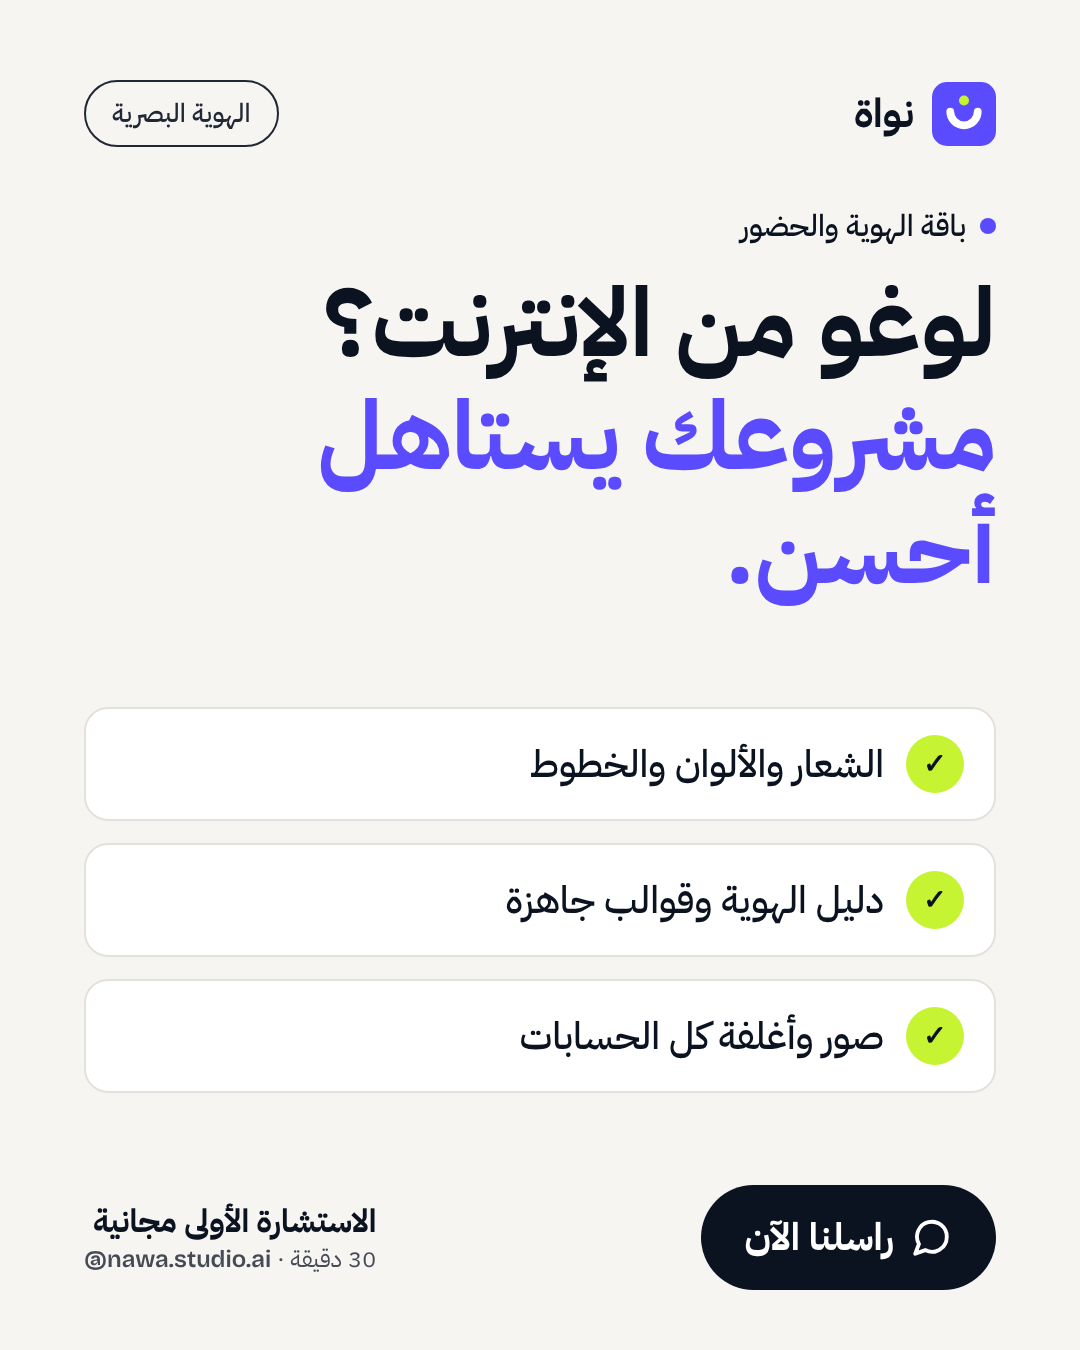 نواة
الهوية البصرية
باقة الهوية والحضور
لوغو من الإنترنت؟
مشروعك يستاهل
أحسن.
✓ الشعار والألوان والخطوط
✓ دليل الهوية وقوالب جاهزة
✓ صور وأغلفة كل الحسابات
راسلنا الآن
الاستشارة الأولى مجانية
30 دقيقة · @nawa.studio.ai